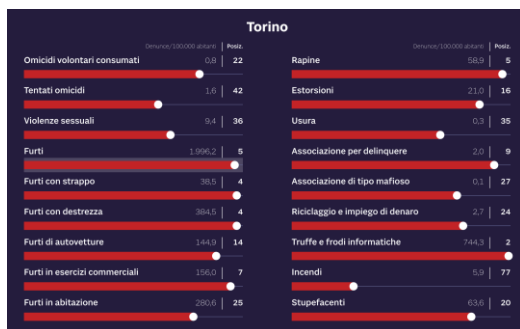 Torino
Denunce/100.000 abitanti Posiz.
Omicidi volontari consumati 0,8 22
Tentati omicidi 1,6 42
Violenze sessuali 9,4 36
Furti 1.996,2 5
Furti con strappo 38,5 4
Furti con destrezza 384,5 4
Furti di autovetture 144,9 14
Furti in esercizi commerciali 156,0 7
Furti in abitazione 280,6 25
Denunce/100.000 abitanti Posiz.
Rapine 58,9 5
Estorsioni 21,0 16
Usura 0,3 35
Associazione per delinquere 2,0 9
Associazione di tipo mafioso 0,1 27
Riciclaggio e impiego di denaro 2,7 24
Truffe e frodi informatiche 744,3 2
Incendi 5,9 77
Stupefacenti 63,6 20